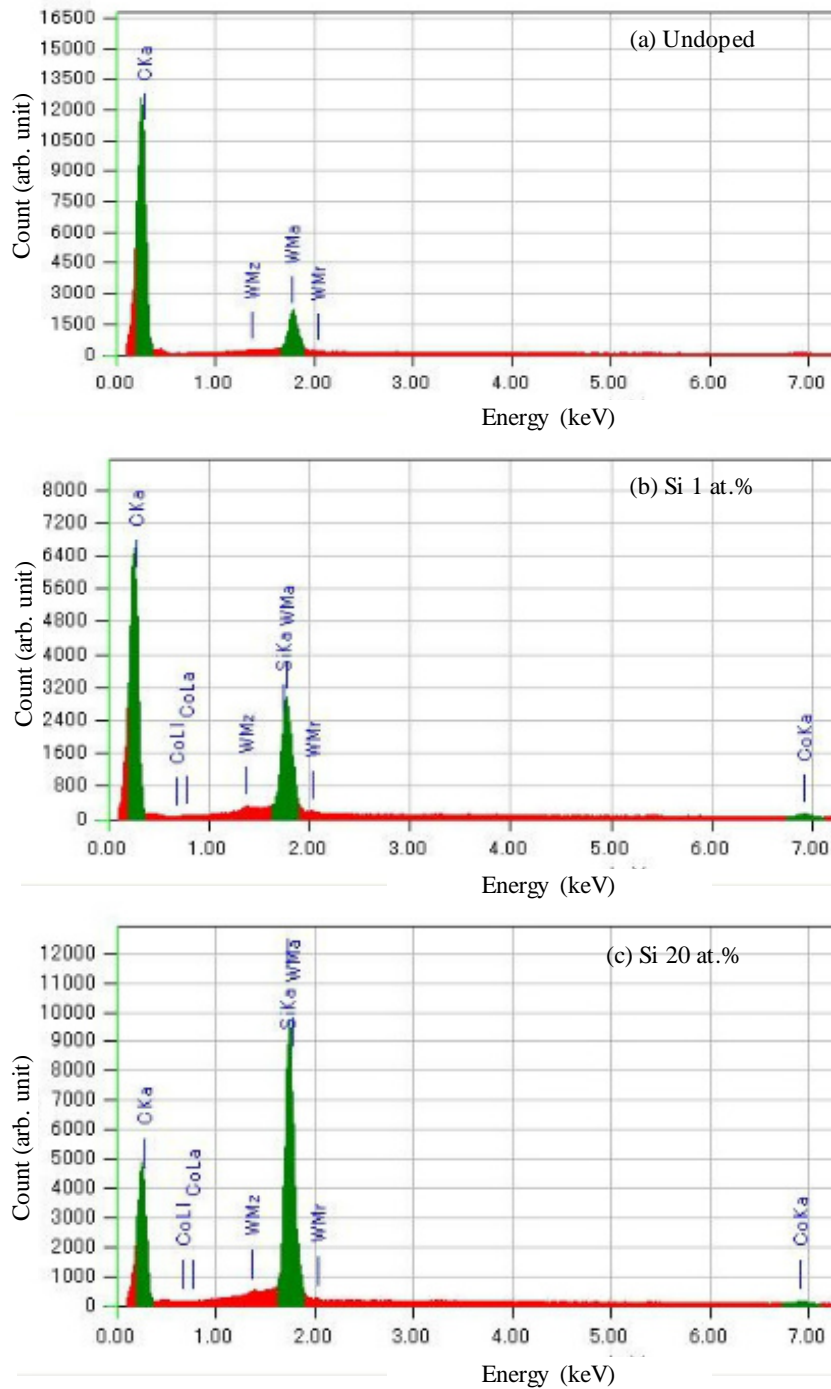 (a) Undoped
Count (arb. unit)
16500
15000
13500
12000
10500
9000
7500
6000
4500
3000
1500
0
CKa
WMz
WMa
WMr
0.00 1.00 2.00 3.00 4.00 5.00 6.00 7.00
Energy (keV)
(b) Si 1 at.%
Count (arb. unit)
8000
7200
6400
5600
4800
4000
3200
2400
1600
800
0
CKa
CoLl
CoLa
WMz
SiKa
WMa
WMr
CoKa
0.00 1.00 2.00 3.00 4.00 5.00 6.00 7.00
Energy (keV)
(c) Si 20 at.%
Count (arb. unit)
12000
11000
10000
9000
8000
7000
6000
5000
4000
3000
2000
1000
0
CKa
CoLl
CoLa
WMz
SiKa
WMa
WMr
CoKa
0.00 1.00 2.00 3.00 4.00 5.00 6.00 7.00
Energy (keV)